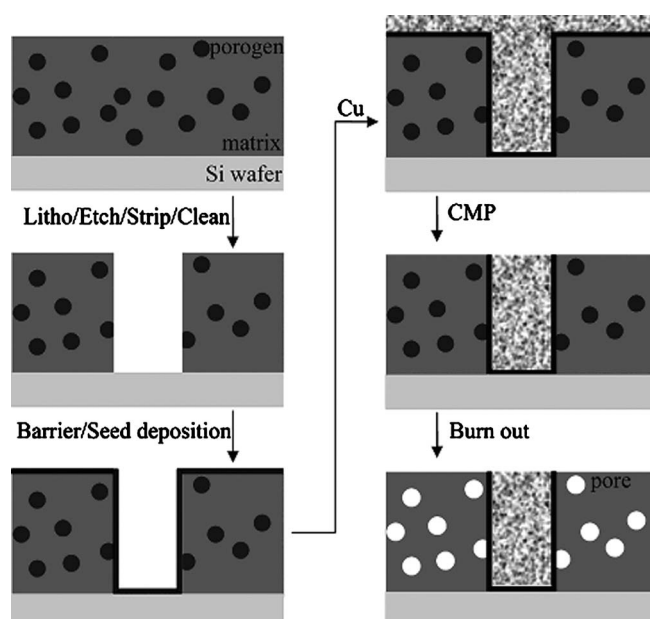 porogen
matrix
Si wafer
Litho/Etch/Strip/Clean
Barrier/Seed deposition
Cu
CMP
Burn out
pore